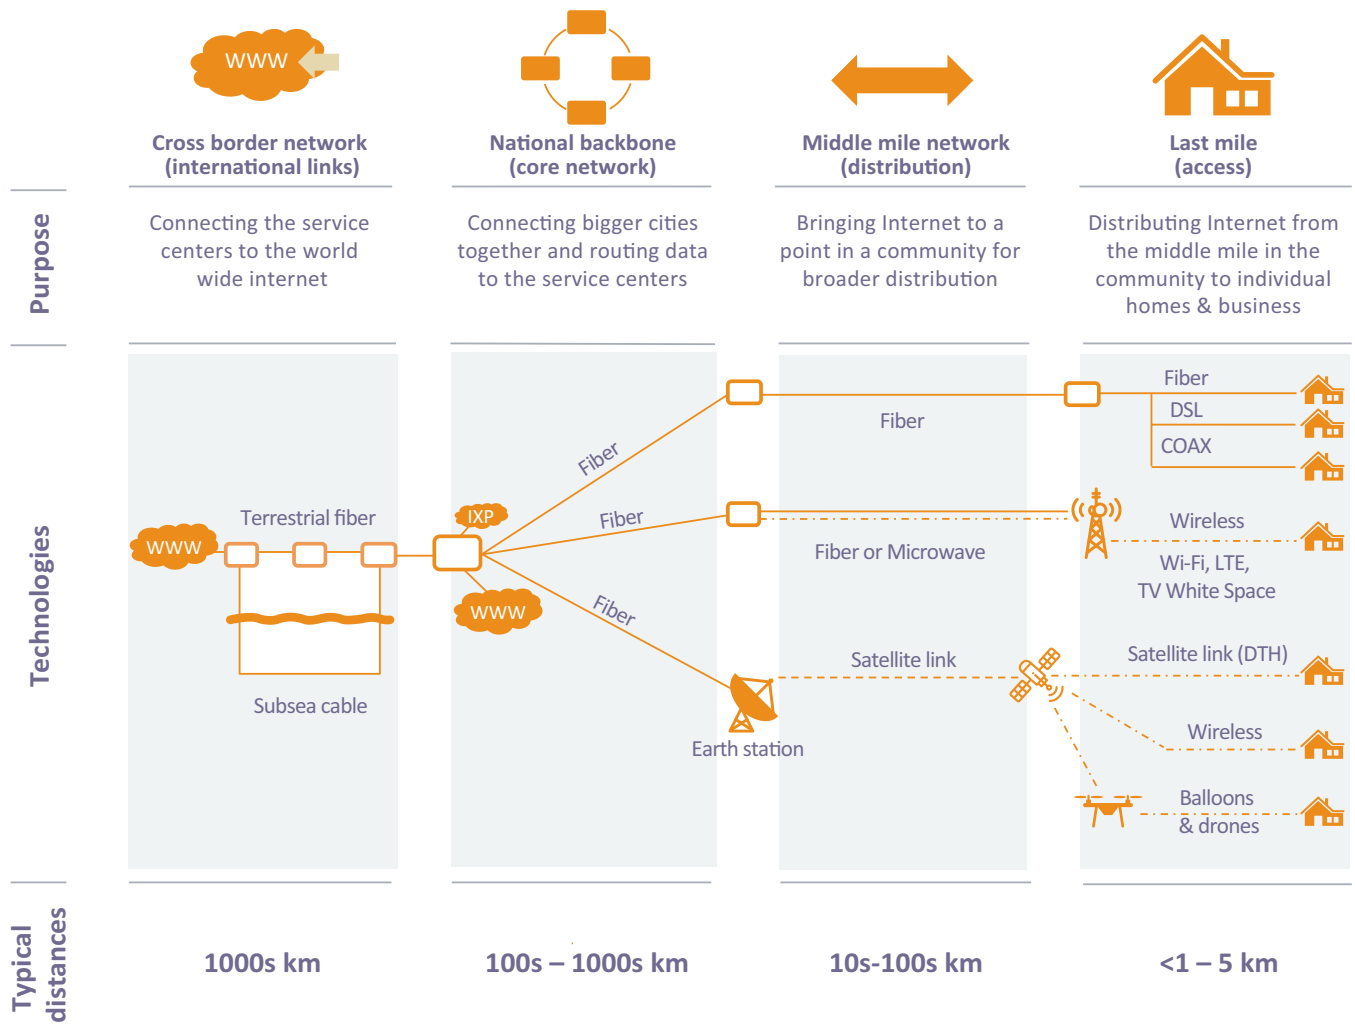 WWW
Cross border network
(international links)
National backbone
(core network)
Middle mile network
(distribution)
Last mile
(access)
Purpose
Connecting the service
centers to the world
wide internet
Connecting bigger cities
together and routing data
to the service centers
Bringing Internet to a
point in a community for
broader distribution
Distributing Internet from
the middle mile in the
community to individual
homes & business
Technologies
WWW
Terrestrial fiber
Subsea cable
IXP
WWW
Fiber
Fiber
Fiber
Earth station
Fiber
Fiber or Microwave
Satellite link
Fiber
DSL
COAX
Wireless
Wi-Fi, LTE,
TV White Space
Satellite link (DTH)
Wireless
Balloons
& drones
Typical
distances
1000s km
100s – 1000s km
10s-100s km
<1 – 5 km